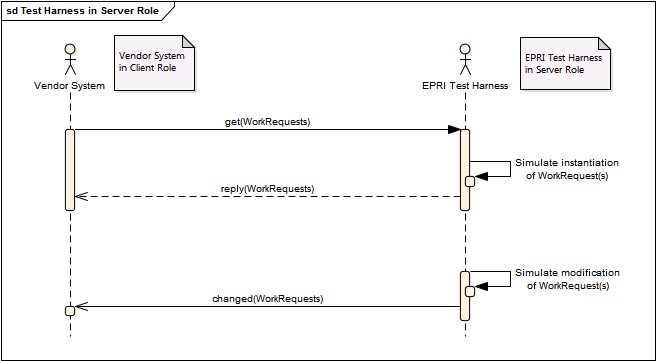 sd Test Harness in Server Role
Vendor System
in Client Role
EPRI Test Harness
in Server Role
Vendor System
EPRI Test Harness
get(WorkRequests)
Simulate instantiation
of WorkRequest(s)
reply(WorkRequests)
Simulate modification
of WorkRequest(s)
changed(WorkRequests)